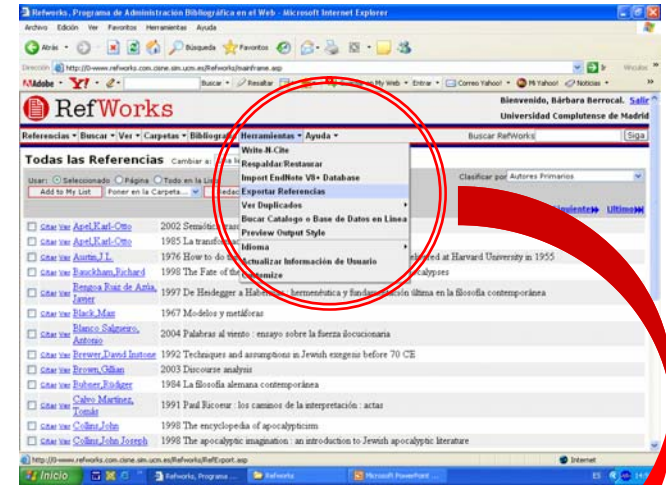 Refworks, Programa de Administración Bibliográfica en el Web - Microsoft Internet Explorer
Archivo Edición Ver Favoritos Herramientas Ayuda
Atrás Búsqueda Favoritos
Dirección http://0-www.refworks.com.cisne.sim.ucm.es/Refworks/mainframe.asp Ir Vínculos
Adobe Y! Buscar Resaltar My Web Entrar Correo Yahoo! Mi Yahoo! Noticias
RefWorks
Bienvenido, Bárbara Berrocal. Salir
Universidad Complutense de Madrid
Referencias Buscar Ver Carpetas Bibliografía Herramientas Ayuda Buscar RefWorks Siga
Write-N-Cite
Todas las Referencias Cambiar a:
Respaldar/Restaurar
Usar: Seleccionado Página Todo en la Lista
Import EndNote V8+ Database
Clasificar por Autores Primarios
Add to My List Poner en la Carpeta...
Exportar Referencias
Ver Duplicados
Siguiente Ultimo
Bucar Catalogo o Base de Datos en Linea
Preview Output Style
Idioma
Actualizar Información de Usuario
Customize
Citar Ver Apel,Karl-Otto 2002 Semiótica
Citar Ver Apel,Karl-Otto 1985 La
Citar Ver Austin,J.L. 1976 How to do at Harvard University in 1955
Citar Ver Bauckham,Richard 1998 The Fate of the
Citar Ver Bengoa Ruiz de Azúa, Javier 1997 De Heidegger a Habermas : hermenéutica y fundamentación última en la filosofía contemporánea
Citar Ver Black,Max 1967 Modelos y metáforas
Citar Ver Blanco Salgueiro, Antonio 2004 Palabras al viento : ensayo sobre la fuerza ilocucionaria
Citar Ver Brewer,David Instone 1992 Techniques and assumptions in Jewish exegesis before 70 CE
Citar Ver Brown,Gillian 2003 Discourse analysis
Citar Ver Bubner,Rüdiger 1984 La filosofía alemana contemporánea
Citar Ver Calvo Martínez, Tomás 1991 Paul Ricoeur : los caminos de la interpretación : actas
Citar Ver Collins,John 1998 The encyclopedia of apocalypticism
Citar Ver Collins,John Joseph 1998 The apocalyptic imagination : an introduction to Jewish apocalyptic literature
http://0-www.refworks.com.cisne.sim.ucm.es/Refworks/RefExport.asp Internet
Inicio Refworks, Programa ... Refworks Microsoft PowerPoint ... ES